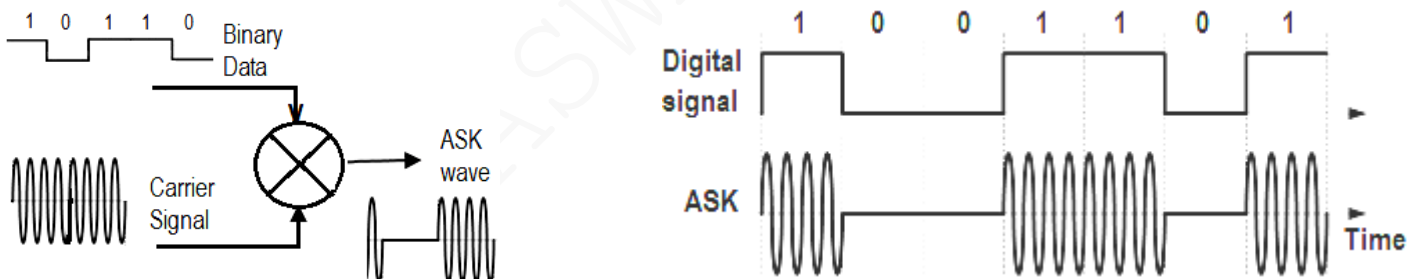 1 0 1 1 0
Binary
Data
Carrier
Signal
ASK
wave
1 0 0 1 1 0 1
Digital
signal
ASK
Time